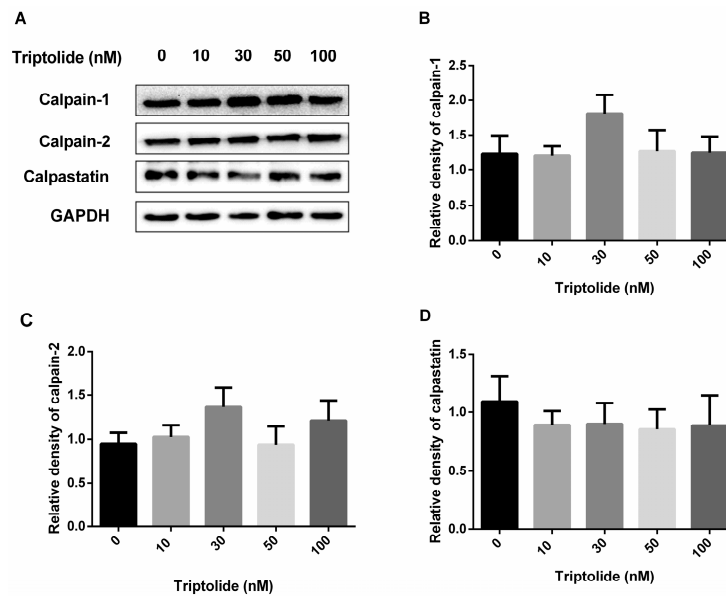 A
Triptolide (nM) 0 10 30 50 100
Calpain-1
Calpain-2
Calpastatin
GAPDH
B
Relative density of calpain-1
2.5
2.0
1.5
1.0
0.5
0.0
0 10 30 50 100
Triptolide (nM)
C
Relative density of calpain-2
2.0
1.5
1.0
0.5
0.0
0 10 30 50 100
Triptolide (nM)
D
Relative density of calpastatin
1.5
1.0
0.5
0.0
0 10 30 50 100
Triptolide (nM)